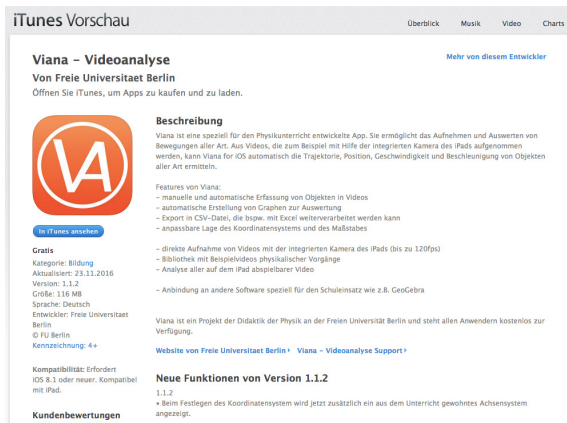 iTunes Vorschau
Überblick Musik Video Charts
Viana – Videoanalyse
Mehr von diesem Entwickler
Von Freie Universitaet Berlin
Öffnen Sie iTunes, um Apps zu kaufen und zu laden.
VA
In iTunes ansehen
Gratis
Kategorie: Bildung
Aktualisiert: 23.11.2016
Version: 1.1.2
Größe: 116 MB
Sprache: Deutsch
Entwickler: Freie Universitaet
Berlin
© FU Berlin
Kennzeichnung: 4+
Kompatibilität: Erfordert
iOS 8.1 oder neuer. Kompatibel
mit iPad.
Kundenbewertungen
Beschreibung
Viana ist eine speziell für den Physikunterricht entwickelte App. Sie ermöglicht das Aufnehmen und Auswerten von
Bewegungen aller Art. Aus Videos, die zum Beispiel mit Hilfe der integrierten Kamera des iPads aufgenommen
werden, kann Viana for iOS automatisch die Trajektorie, Position, Geschwindigkeit und Beschleunigung von Objekten
aller Art ermitteln.
Features von Viana:
– manuelle und automatische Erfassung von Objekten in Videos
– automatische Erstellung von Graphen zur Auswertung
– Export in CSV-Datei, die bspw. mit Excel weiterverarbeitet werden kann
– anpassbare Lage des Koordinatensystems und des Maßstabes
– direkte Aufnahme von Videos mit der integrierten Kamera des iPads (bis zu 120fps)
– Bibliothek mit Beispielvideos physikalischer Vorgänge
– Analyse aller auf dem iPad abspielbarer Video
– Anbindung an andere Software speziell für den Schuleinsatz wie z.B. GeoGebra
Viana ist ein Projekt der Didaktik der Physik an der Freien Universität Berlin und steht allen Anwendern kostenlos zur
Verfügung.
Website von Freie Universitaet Berlin Viana – Videoanalyse Support
Neue Funktionen von Version 1.1.2
1.1.2
• Beim Festlegen des Koordinatensystem wird jetzt zusätzlich ein aus dem Unterricht gewohntes Achsensystem
angezeigt.